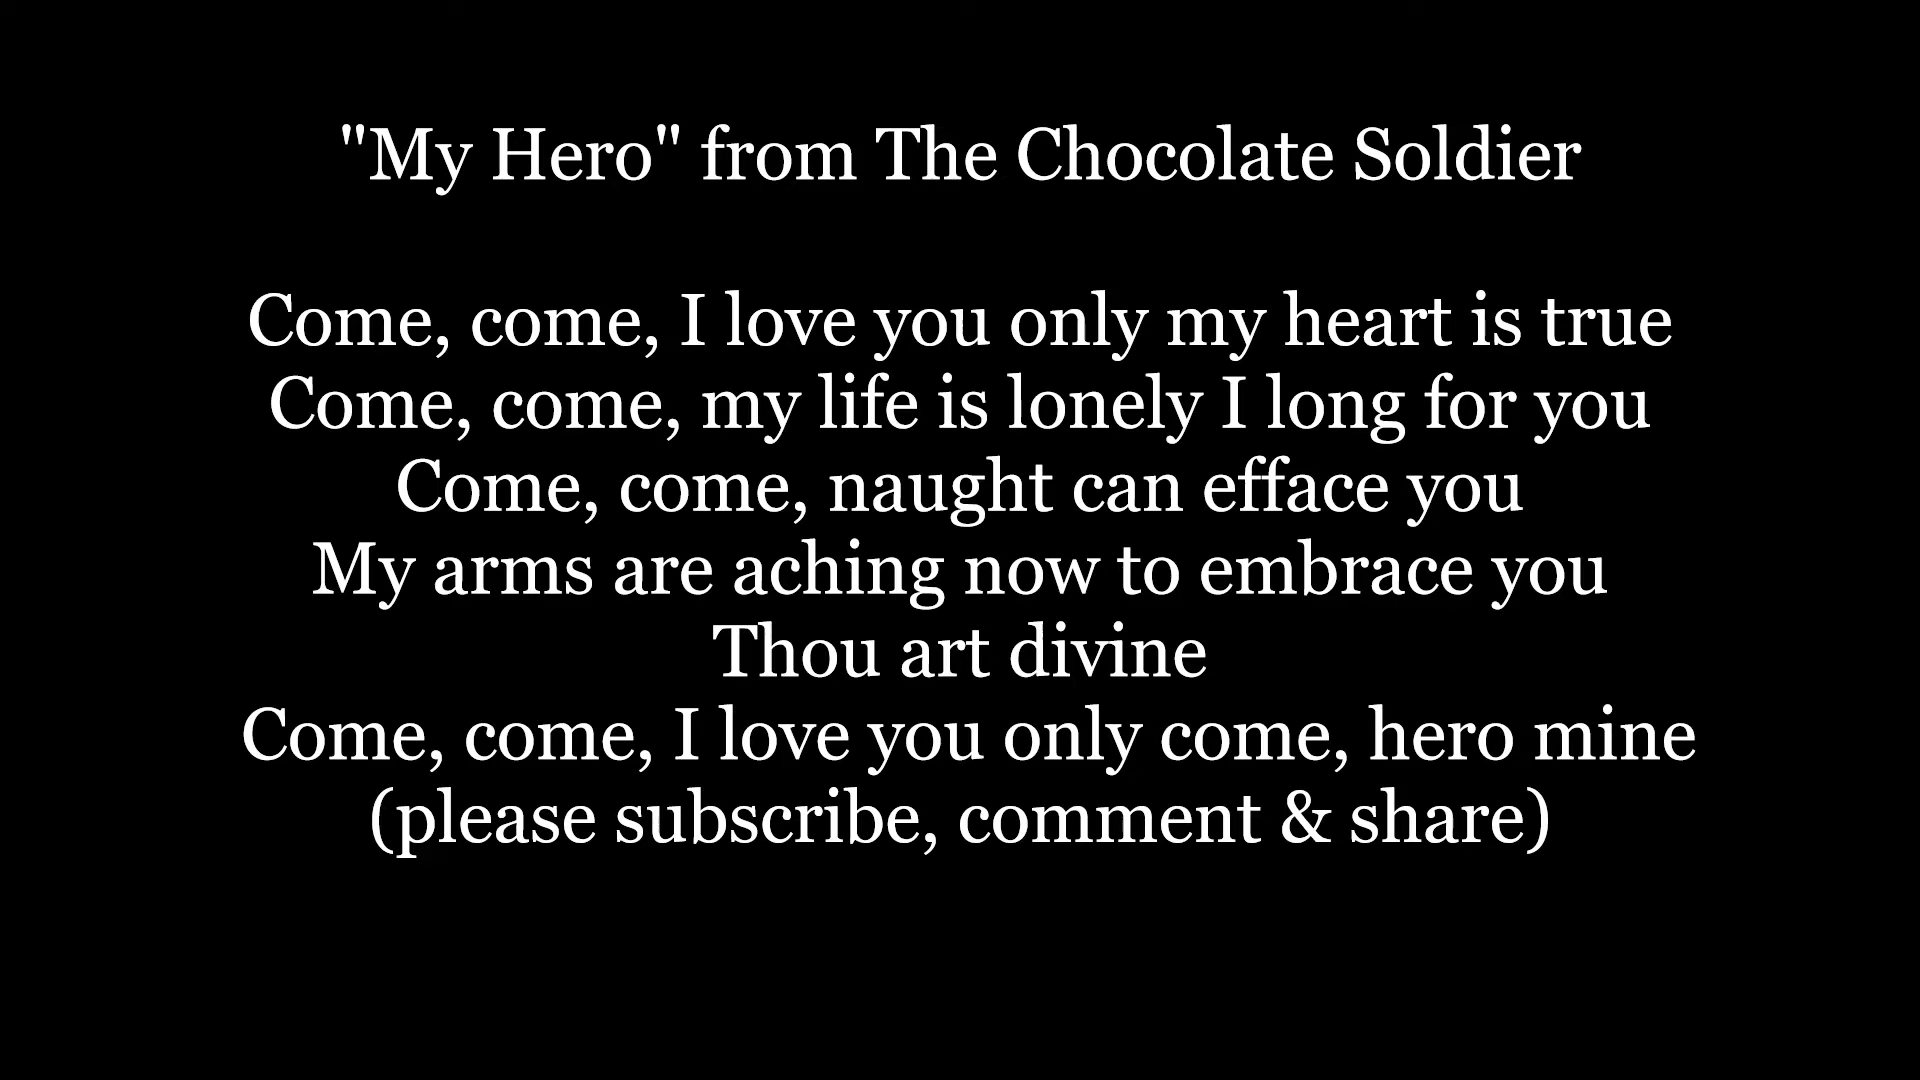 "My Hero" from The Chocolate Soldier
Come, come, I love you only my heart is true
Come, come, my life is lonely I long for you
Come, come, naught can efface you
My arms are aching now to embrace you
Thou art divine
Come, come, I love you only come, hero mine
(please subscribe, comment & share)